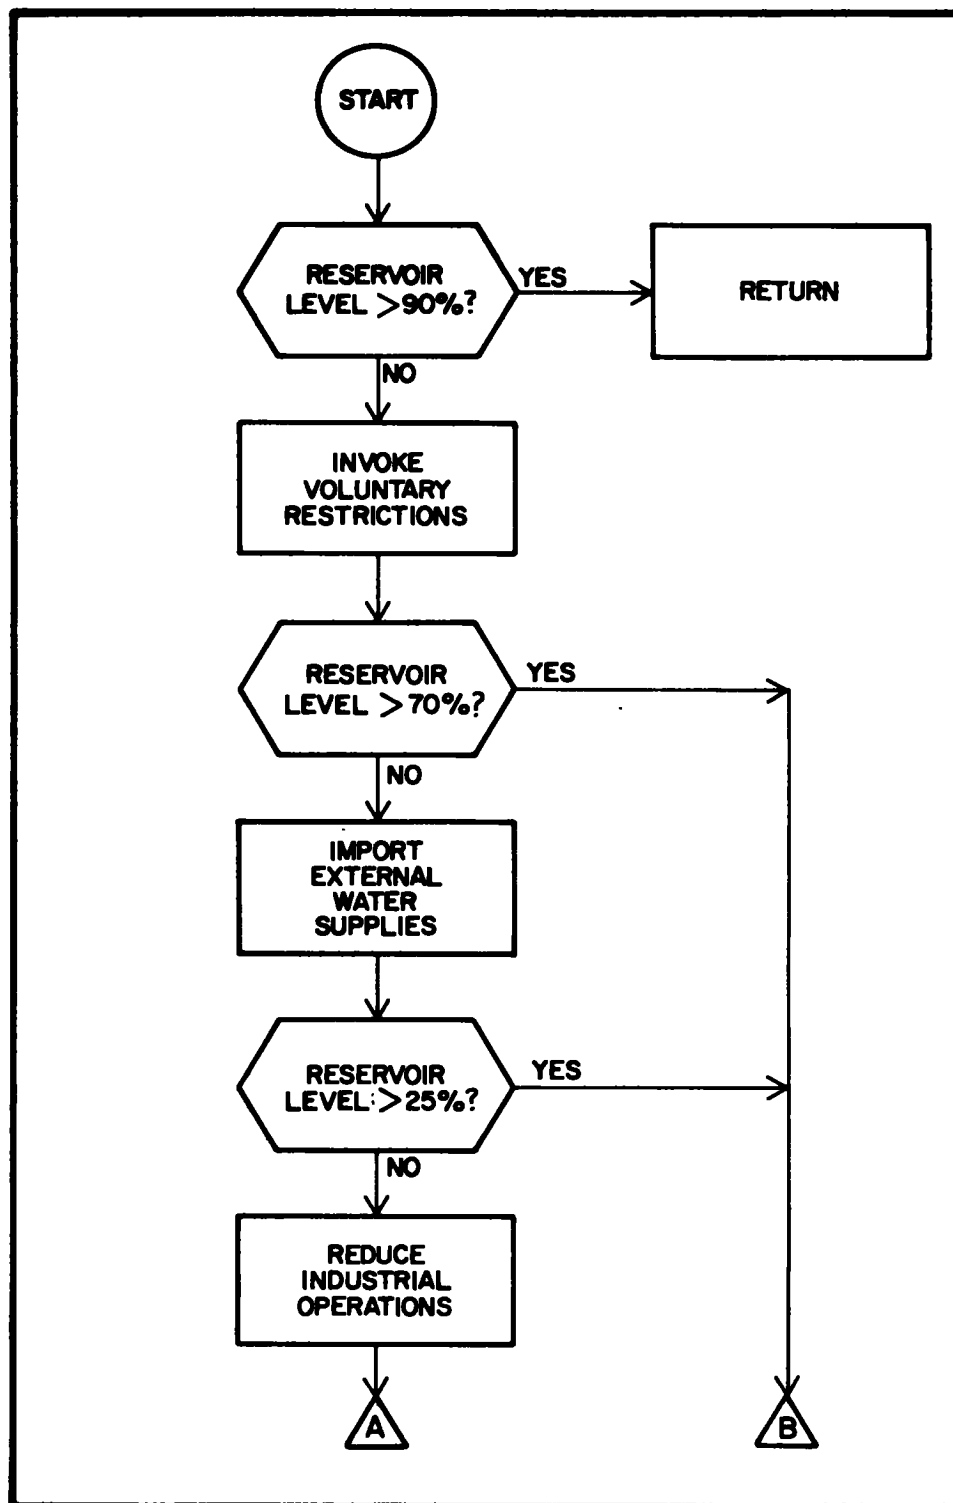 START
RESERVOIR
LEVEL >90%?
YES
RETURN
NO
INVOKE
VOLUNTARY
RESTRICTIONS
RESERVOIR
LEVEL >70%?
YES
NO
IMPORT
EXTERNAL
WATER
SUPPLIES
RESERVOIR
LEVEL >25%?
YES
NO
REDUCE
INDUSTRIAL
OPERATIONS
A
B